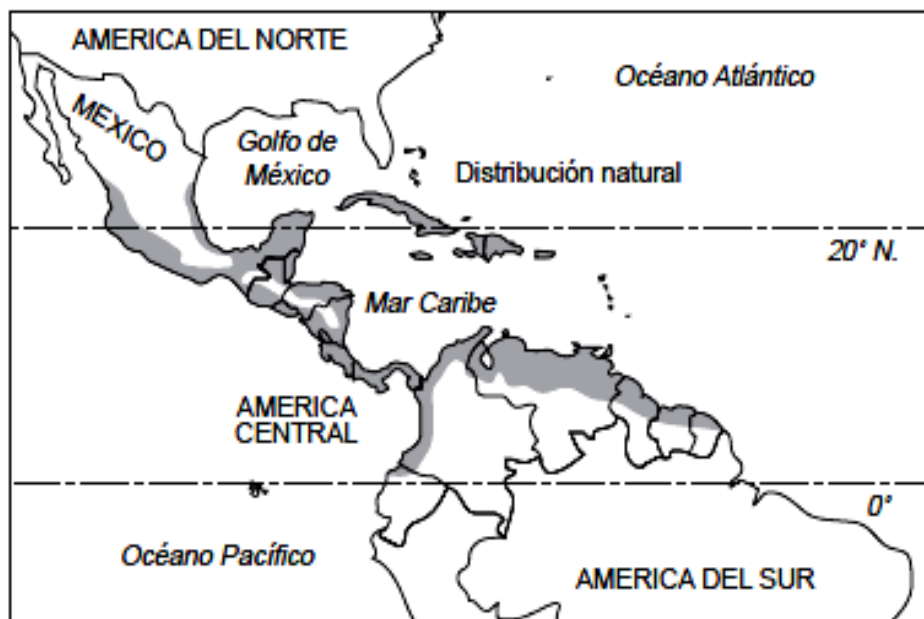 AMERICA DEL NORTE
Océano Atlántico
MEXICO
Golfo de
México
Distribución natural
20° N.
Mar Caribe
AMERICA
CENTRAL
0°
Océano Pacífico
AMERICA DEL SUR